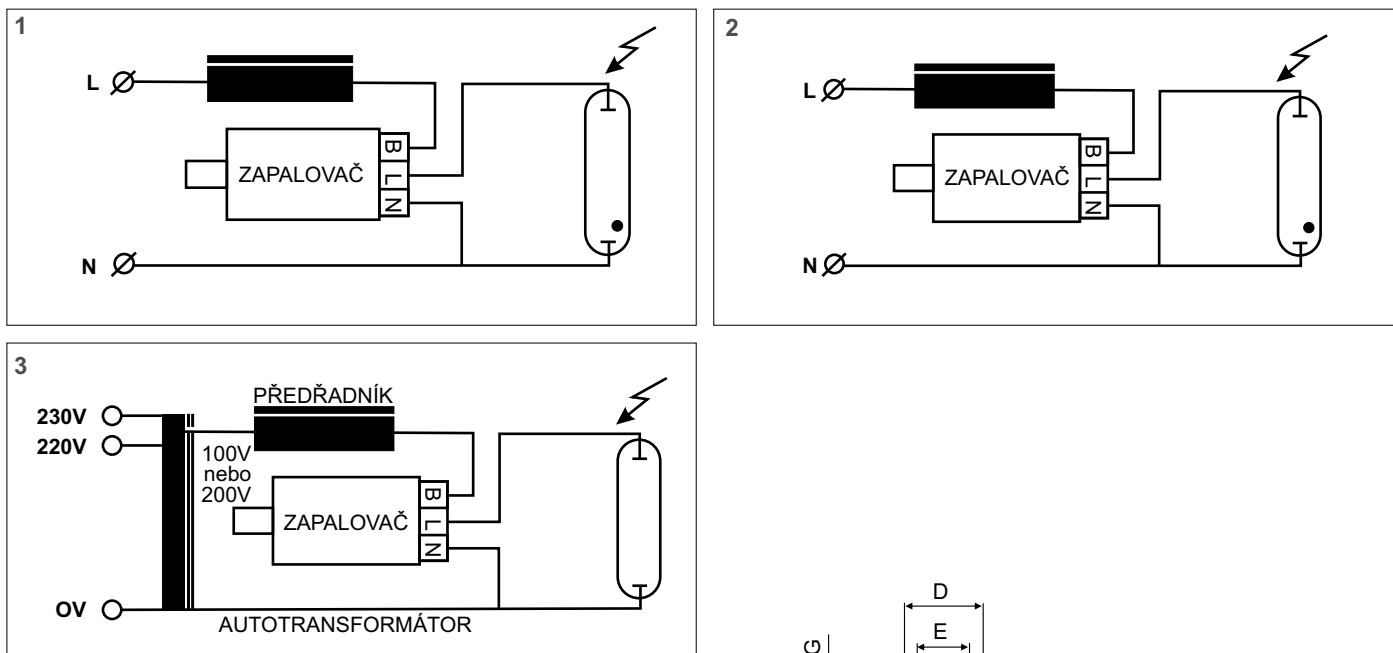 1
L
ZAPALOVAČ
B
L
N
N
2
L
ZAPALOVAČ
B
L
N
N
3
230V
220V
PŘEDŘADNÍK
100V
nebo
200V
ZAPALOVAČ
B
L
N
OV
AUTOTRANSFORMÁTOR
D
E
G